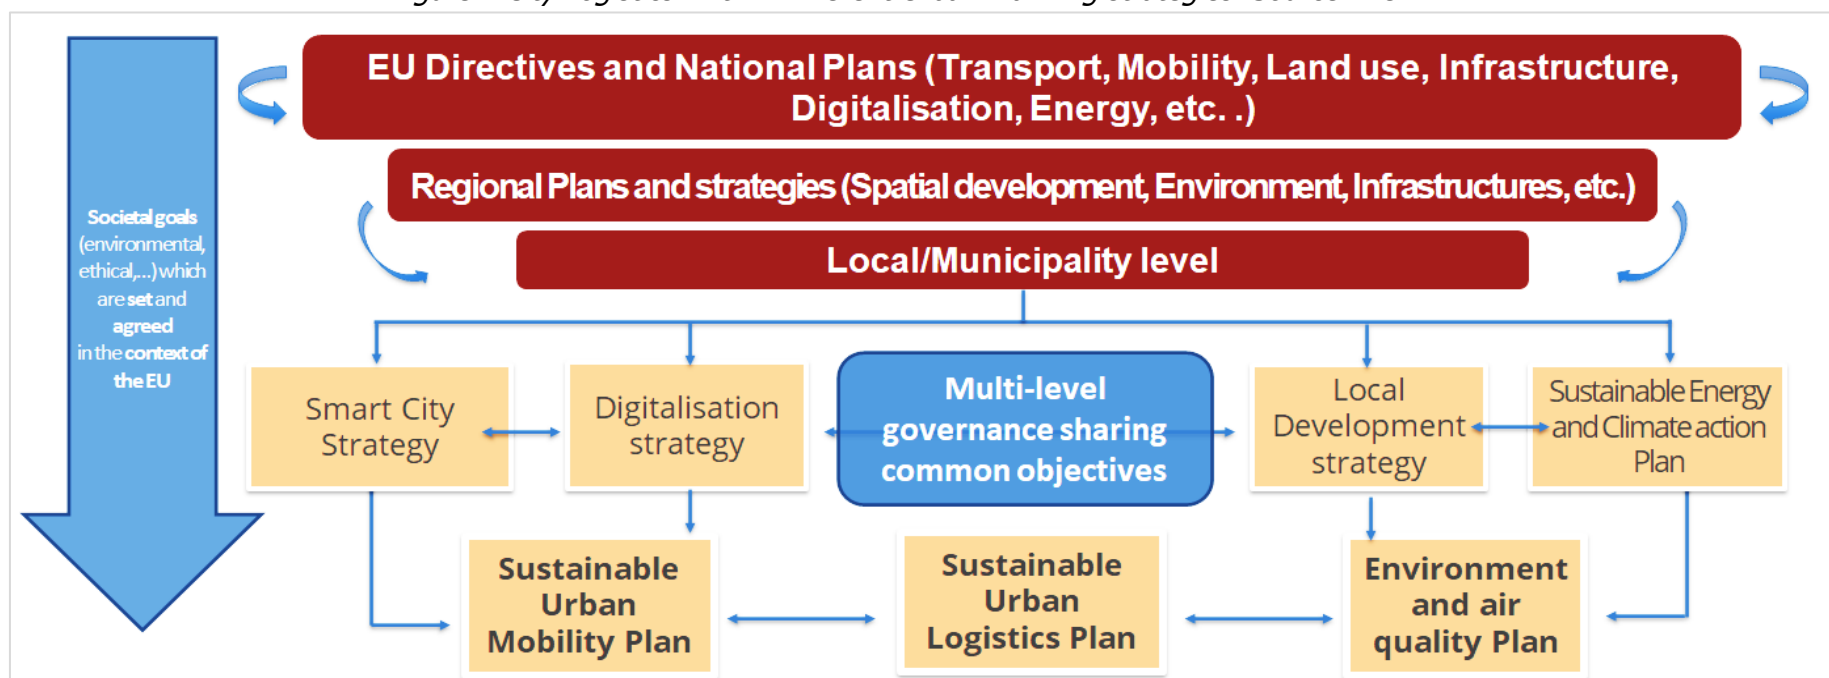 EU Directives and National Plans (Transport, Mobility, Land use, Infrastructure,
Digitalisation, Energy, etc. .)
Regional Plans and strategies (Spatial development, Environment, Infrastructures, etc.)
Local/Municipality level
Societal goals
(environmental,
ethical,...) which
are set and
agreed
in the context of
the EU
Smart City
Strategy
Digitalisation
strategy
Multi-level
governance sharing
common objectives
Local
Development
strategy
Sustainable Energy
and Climate action
Plan
Sustainable
Urban
Mobility Plan
Sustainable
Urban
Logistics Plan
Environment
and air
quality Plan